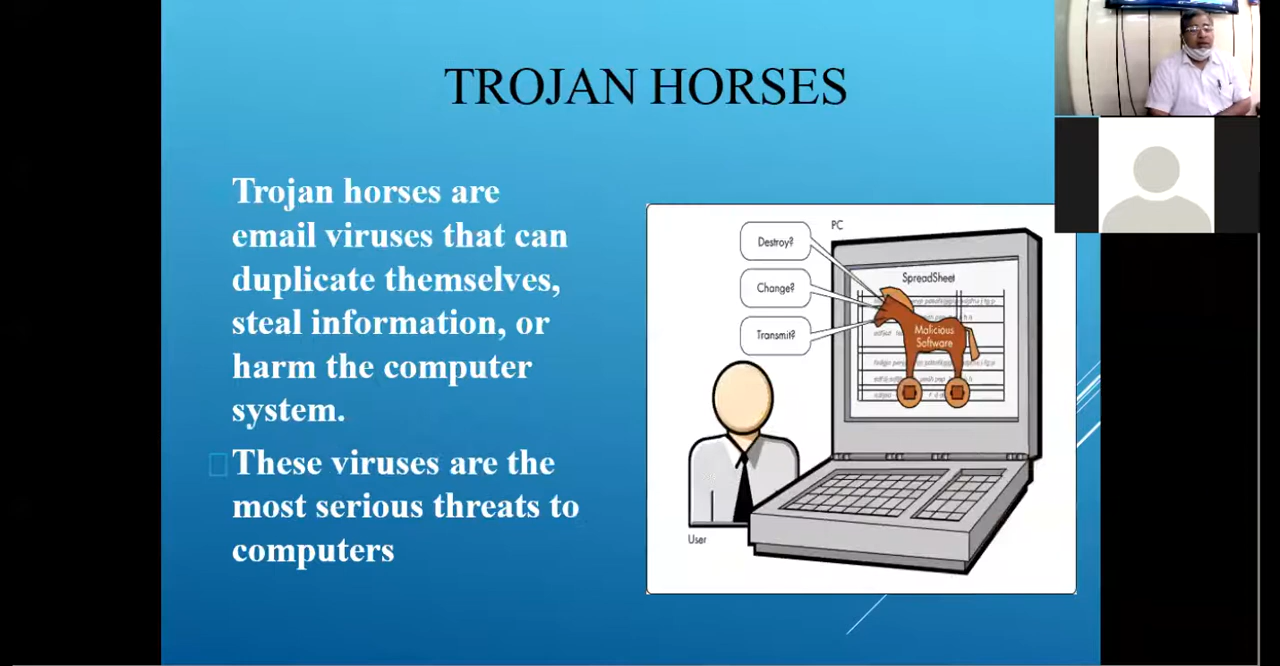 TROJAN HORSES
Trojan horses are
email viruses that can
duplicate themselves,
steal information, or
harm the computer
system.
These viruses are the
most serious threats to
computers
PC
Destroy?
Change?
Transmit?
SpreadSheet
Malicious
Software
User